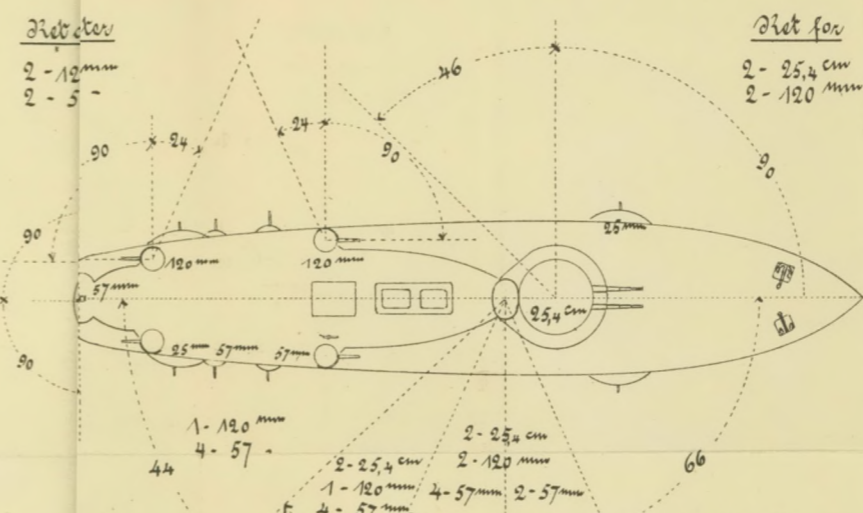 Ret for
2 - 25,4 cm
2 - 120 mm
2 - 12 mm
2 - 5 -
46
24
24
90
90
90
90
90
25 mm
120 mm
120 mm
57 mm
25,4 cm
25 mm
57 mm
57 mm
1 - 120 mm
4 - 57 -
44
2 - 25,4 cm
1 - 120 mm
4 - 57 mm
2 - 25,4 cm
2 - 120 mm
4 - 57 mm
2 - 57 mm
66